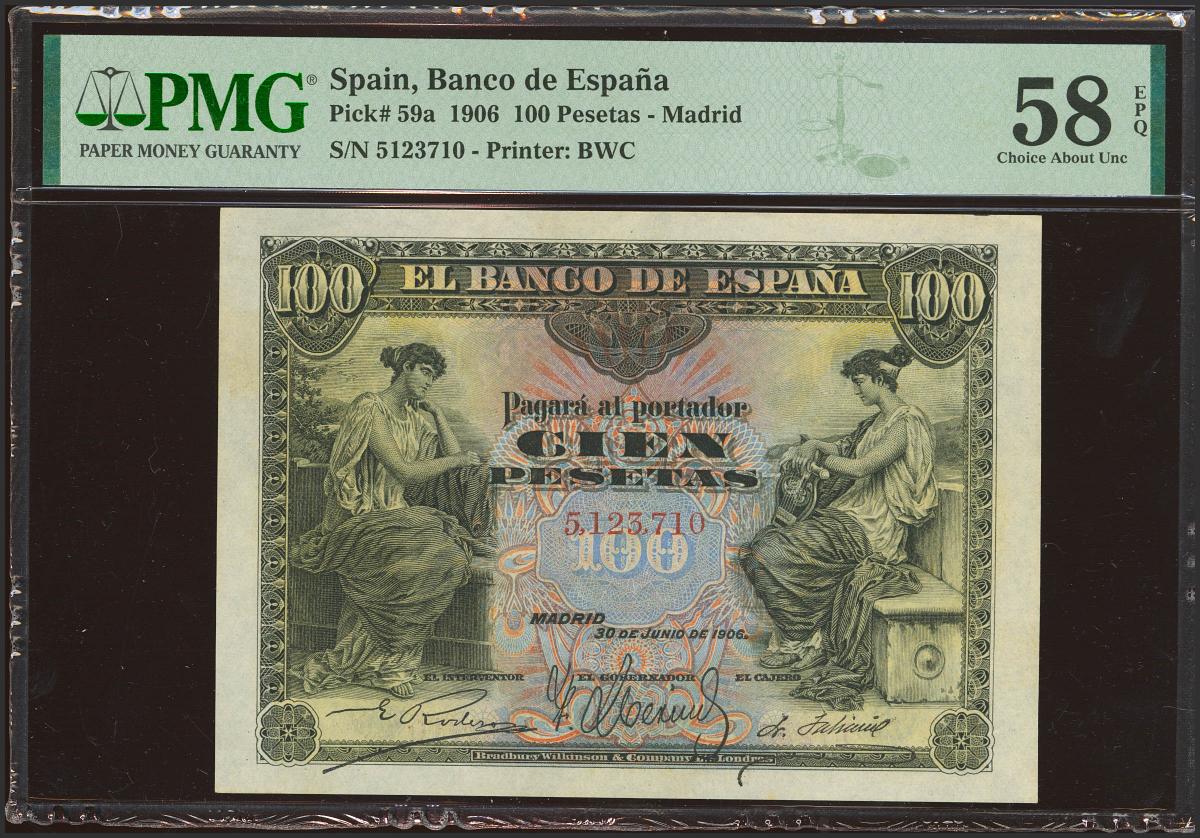 PMG®
PAPER MONEY GUARANTY
Spain, Banco de España
Pick# 59a 1906 100 Pesetas - Madrid
S/N 5123710 - Printer: BWC
58
EPQ
Choice About Unc
100 EL BANCO DE ESPAÑA 100
Pagará al portador
CIEN
PESETAS
5,123,710
100
MADRID
30 DE JUNIO DE 1906.
EL INTERVENTOR EL GOBERNADOR EL CAJERO
Bradbury Wilkinson & Company Ld Londres